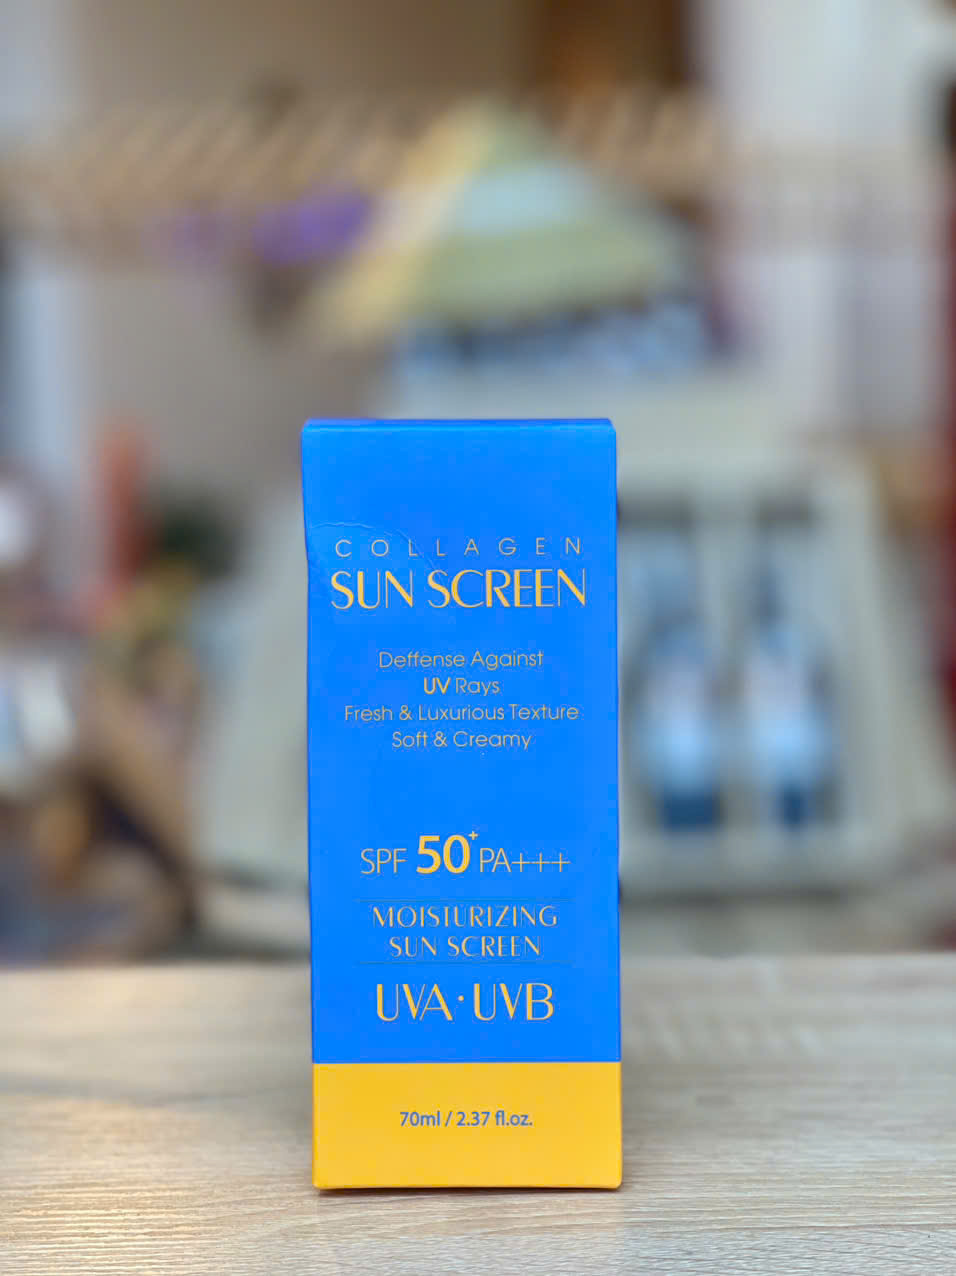 COLLAGEN
SUN SCREEN
Deffense Against
UV Rays
Fresh & Luxurious Texture
Soft & Creamy
SPF 50+ PA+++
MOISTURIZING
SUN SCREEN
UVA·UVB
70ml / 2.37 fl.oz.